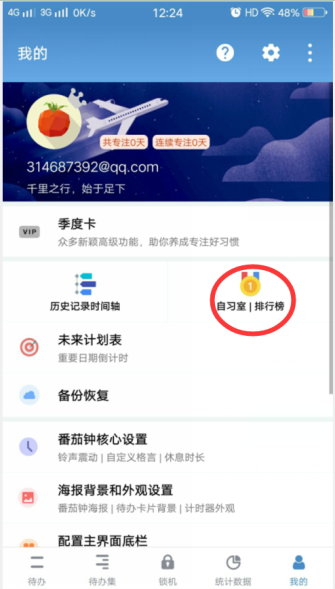 4G 3G 0K/s 12:24 HD 48%
我的
共专注0天 连续专注0天
314687392@qq.com
千里之行，始于足下
VIP 季度卡
众多新颖高级功能，助你养成专注好习惯
1
历史记录时间轴 自习室 | 排行榜
未来计划表
重要日期倒计时
备份恢复
番茄钟核心设置
铃声震动 | 自定义格言 | 休息时长
海报背景和外观设置
番茄钟海报 | 待办卡片背景 | 计时器外观
配置主界面底栏
待办 待办集 锁机 统计数据 我的